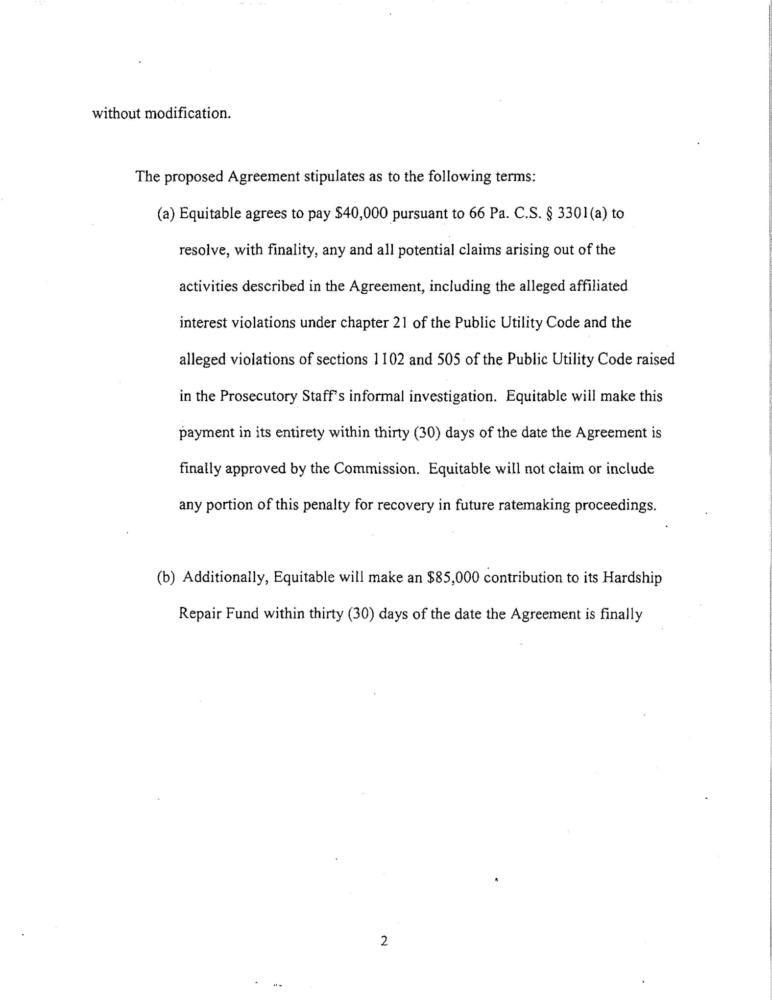 without modification.
The proposed Agreement stipulates as to the following terms:
(a) Equitable agrees to pay $40,000 pursuant to 66 Pa. C.S. § 3301(a) to
resolve, with finality, any and all potential claims arising out of the
activities described in the Agreement, including the alleged affiliated
interest violations under chapter 21 of the Public Utility Code and the
alleged violations of sections 1102 and 505 of the Public Utility Code raised
in the Prosecutory Staff's informal investigation. Equitable will make this
payment in its entirety within thirty (30) days of the date the Agreement is
finally approved by the Commission. Equitable will not claim or include
any portion of this penalty for recovery in future ratemaking proceedings.
(b) Additionally, Equitable will make an $85,000 contribution to its Hardship
Repair Fund within thirty (30) days of the date the Agreement is finally
2